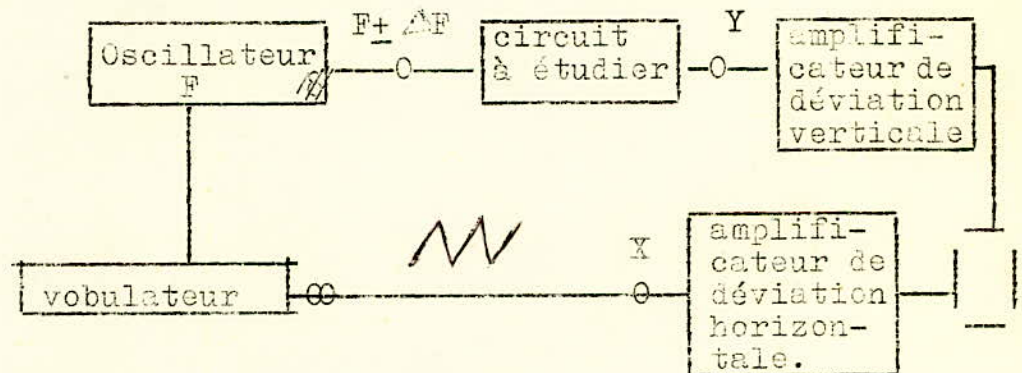 Oscillateur
F
F± ΔF
circuit
à étudier
Y
amplifi-
cateur de
déviation
verticale
vobulateur
X
amplifi-
cateur de
déviation
horizon-
tale.